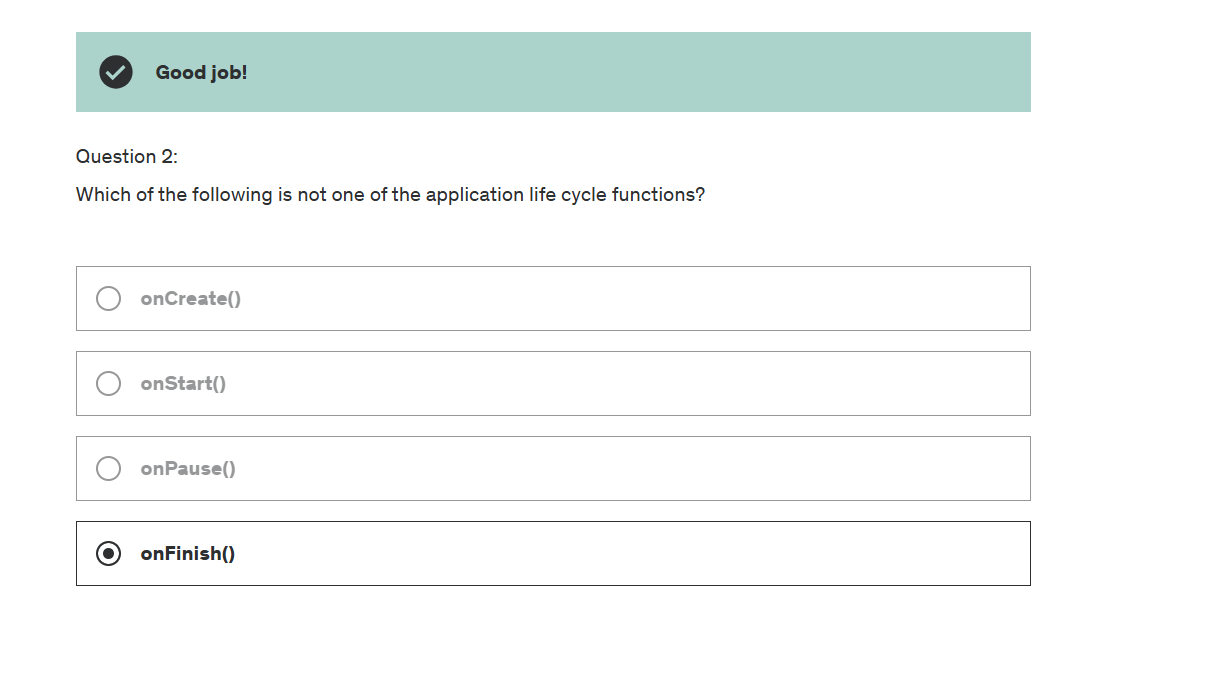 Good job!
Question 2:
Which of the following is not one of the application life cycle functions?
onCreate()
onStart()
onPause()
onFinish()